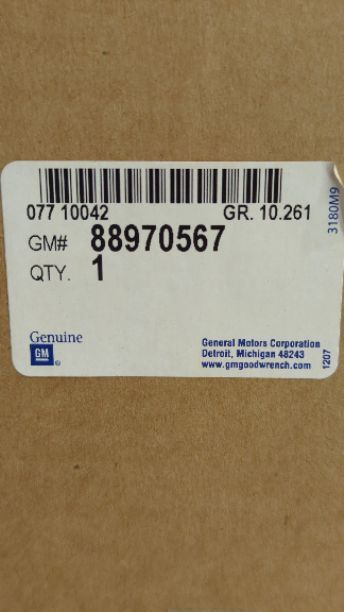 077 10042 GR. 10.261
GM# 88970567
QTY. 1
3180M9
Genuine
GM
®
General Motors Corporation
Detroit, Michigan 48243
www.gmgoodwrench.com
1207